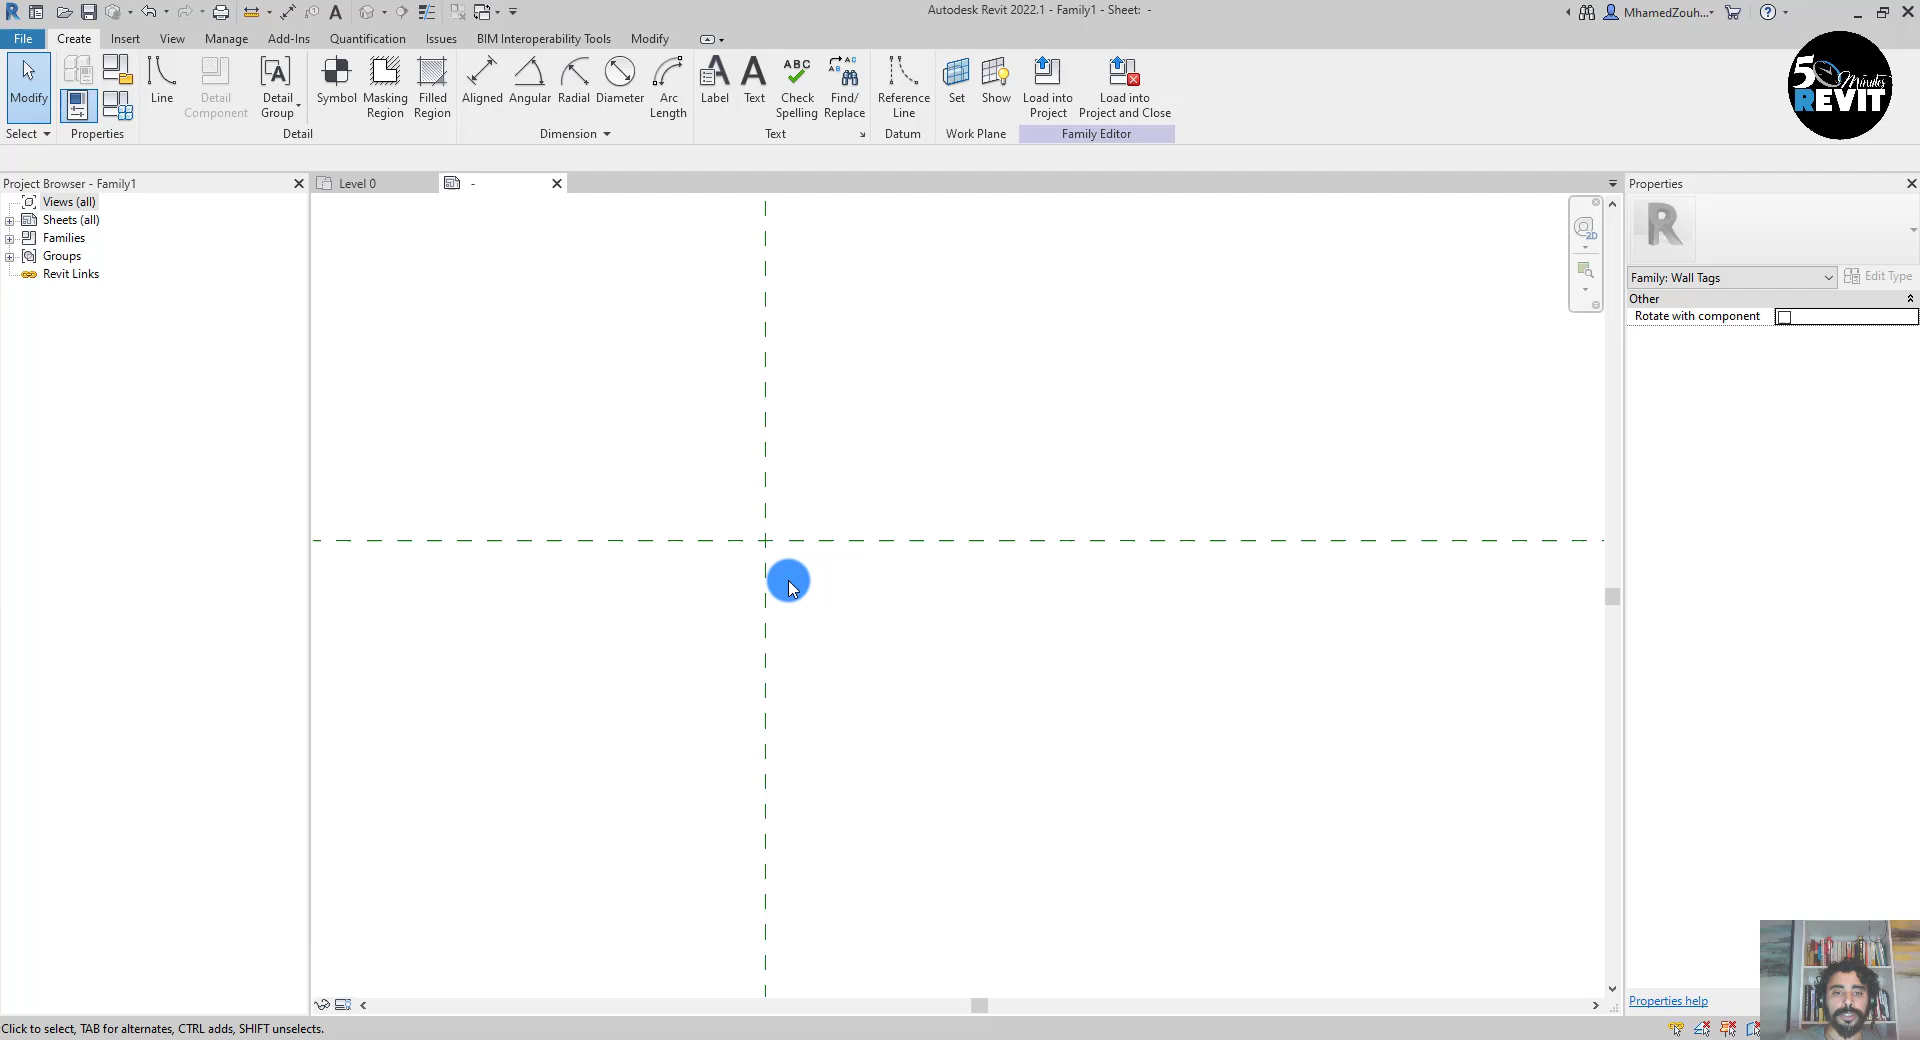 Autodesk Revit 2022.1 - Family1 - Sheet: -
MhamedZouh...
File Create Insert View Manage Add-Ins Quantification Issues BIM Interoperability Tools Modify
Modify
Line
Detail Component
Detail Group
Symbol
Masking Region
Filled Region
Aligned
Angular
Radial
Diameter
Arc Length
Label
Text
ABC
Check Spelling
Find/ Replace
Reference Line
Set
Show
Load into Project
Load into Project and Close
Select Properties Detail Dimension Text Datum Work Plane Family Editor
5 Minutes
REVIT
Project Browser - Family1
Level 0
-
Properties
Views (all)
Sheets (all)
Families
Groups
Revit Links
2D
R
Family: Wall Tags
Edit Type
Other
Rotate with component
Properties help
Click to select, TAB for alternates, CTRL adds, SHIFT unselects.